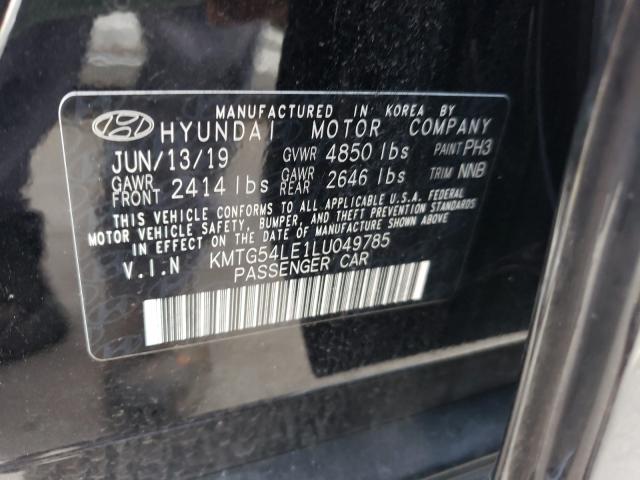 MANUFACTURED IN KOREA BY
HYUNDAI MOTOR COMPANY
JUN/13/19 GVWR 4850 lbs PAINT PH3
GAWR FRONT 2414 lbs GAWR REAR 2646 lbs TRIM NNB
THIS VEHICLE CONFORMS TO ALL APPLICABLE U.S.A. FEDERAL
MOTOR VEHICLE SAFETY, BUMPER, AND THEFT PREVENTION STANDARDS
IN EFFECT ON THE DATE OF MANUFACTURE SHOWN ABOVE.
V.I.N KMTG54LE1LU049785
PASSENGER CAR